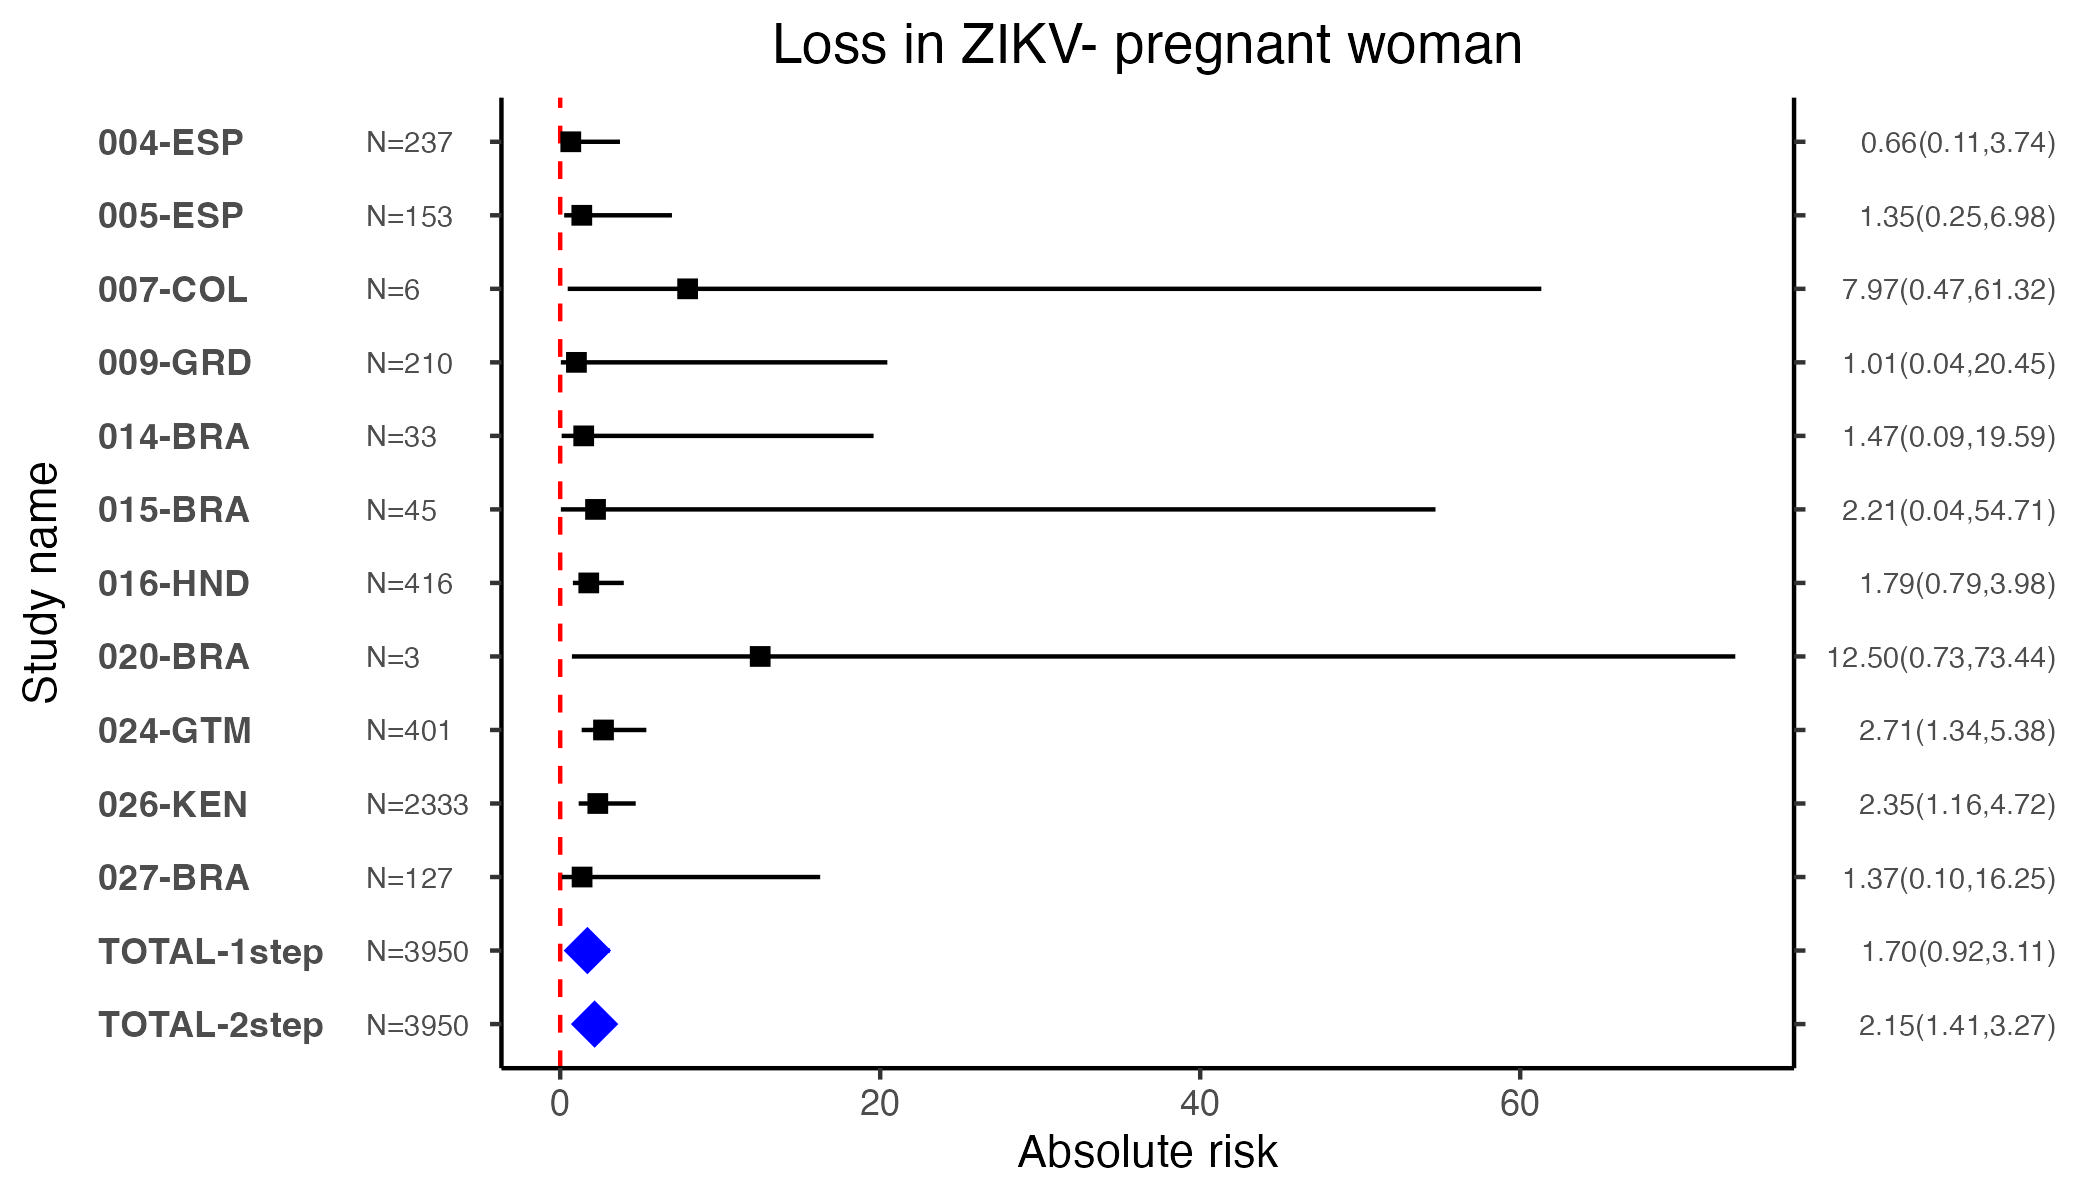 Loss in ZIKV- pregnant woman
Study name
004-ESP N=237 0.66(0.11,3.74)
005-ESP N=153 1.35(0.25,6.98)
007-COL N=6 7.97(0.47,61.32)
009-GRD N=210 1.01(0.04,20.45)
014-BRA N=33 1.47(0.09,19.59)
015-BRA N=45 2.21(0.04,54.71)
016-HND N=416 1.79(0.79,3.98)
020-BRA N=3 12.50(0.73,73.44)
024-GTM N=401 2.71(1.34,5.38)
026-KEN N=2333 2.35(1.16,4.72)
027-BRA N=127 1.37(0.10,16.25)
TOTAL-1step N=3950 1.70(0.92,3.11)
TOTAL-2step N=3950 2.15(1.41,3.27)
0 20 40 60
Absolute risk